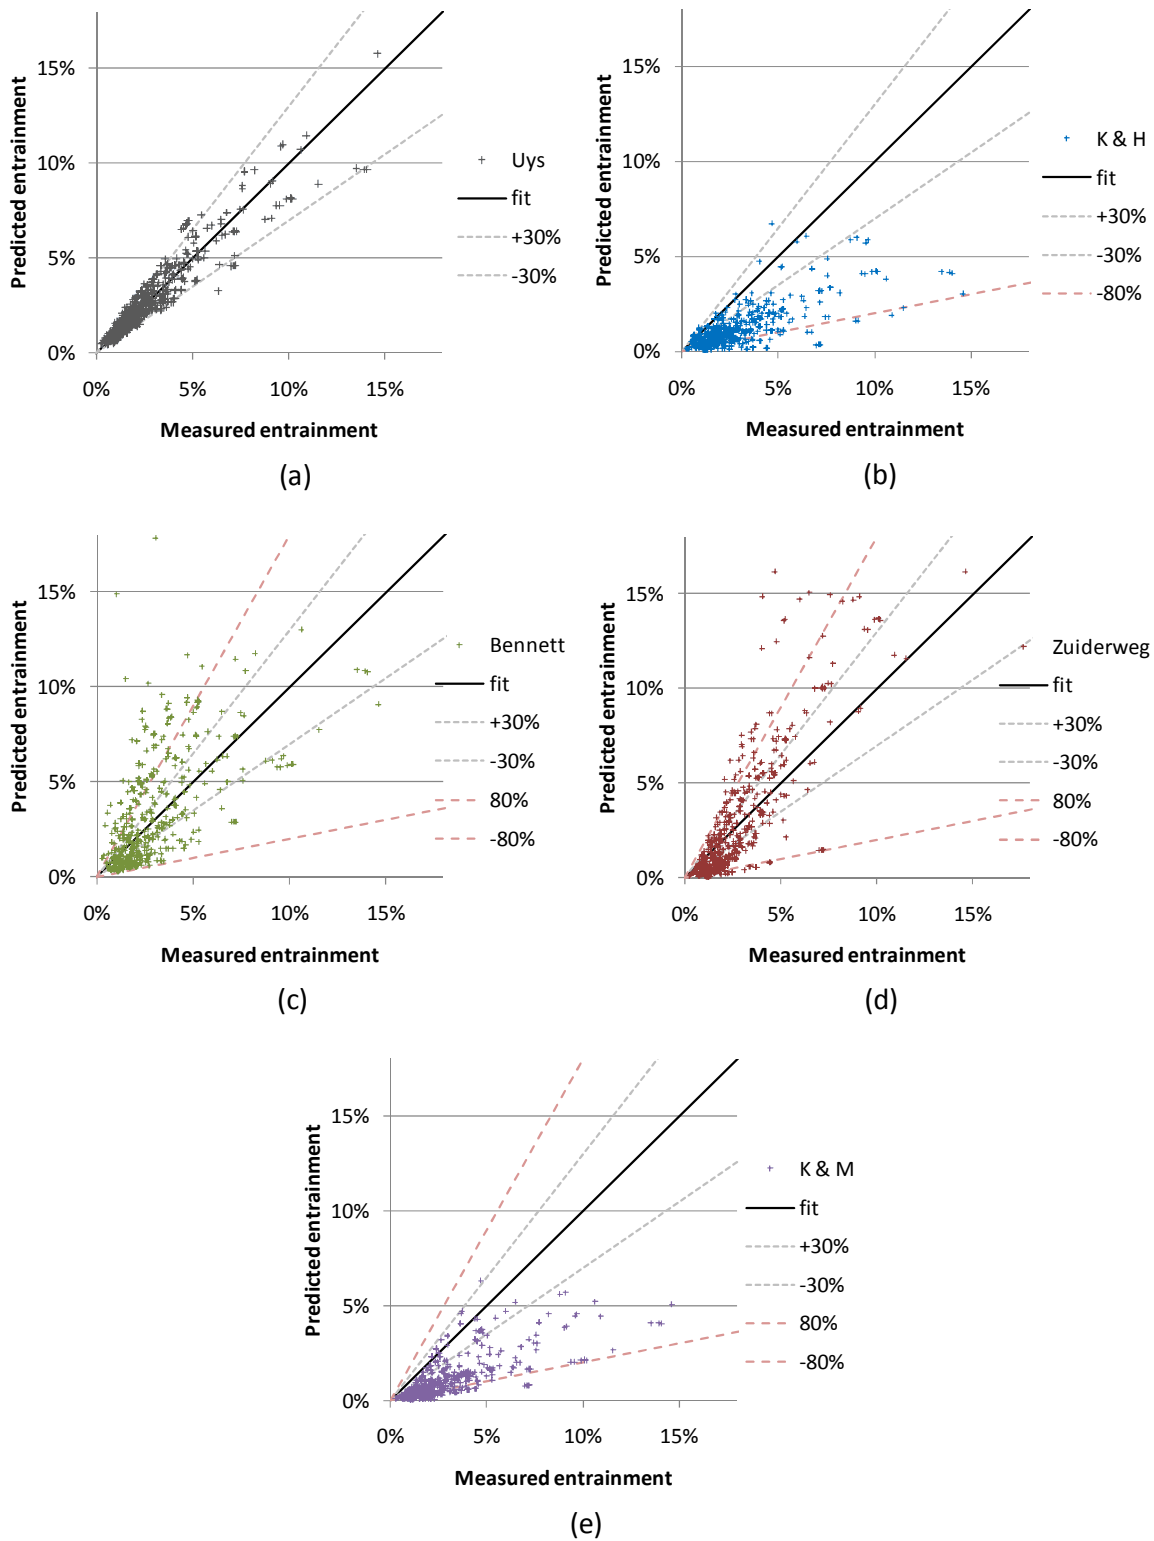 Predicted entrainment
15%
10%
5%
0%
0%
5%
10%
15%
Measured entrainment
Uys
fit
+30%
-30%
(a)
Predicted entrainment
15%
10%
5%
0%
0%
5%
10%
15%
Measured entrainment
K & H
fit
+30%
-30%
-80%
(b)
Predicted entrainment
15%
10%
5%
0%
0%
5%
10%
15%
Measured entrainment
Bennett
fit
+30%
-30%
80%
-80%
(c)
Predicted entrainment
15%
10%
5%
0%
0%
5%
10%
15%
Measured entrainment
Zuiderweg
fit
+30%
-30%
80%
-80%
(d)
Predicted entrainment
15%
10%
5%
0%
0%
5%
10%
15%
Measured entrainment
K & M
fit
+30%
-30%
80%
-80%
(e)